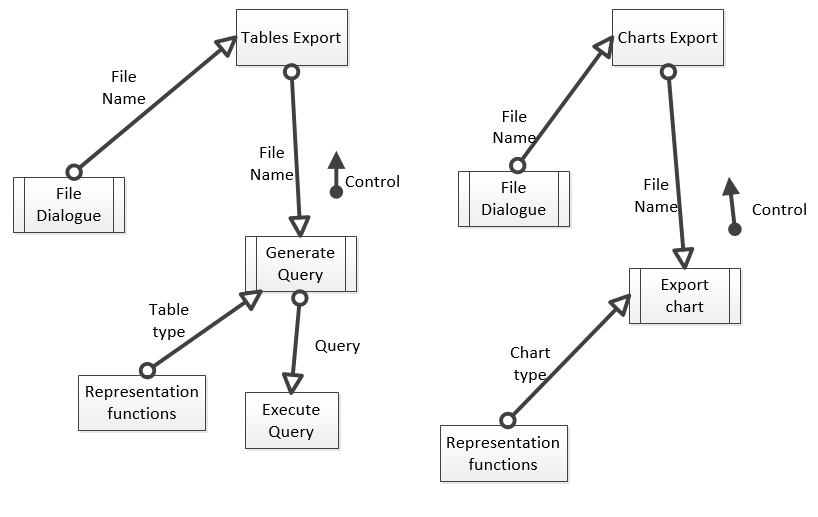 Tables Export
File
Name
File
Dialogue
File
Name
Control
Generate
Query
Table
type
Query
Representation
functions
Execute
Query
Charts Export
File
Name
File
Dialogue
File
Name
Control
Export
chart
Chart
type
Representation
functions